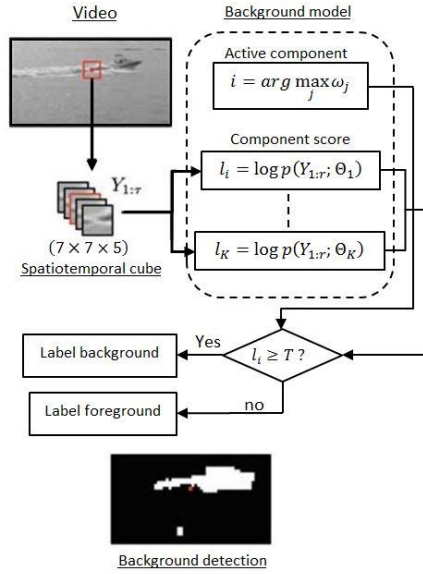 Video
Background model
Active component
i = arg max_j ω_j
Component score
Y_{1:τ}
l_i = log p(Y_{1:r}; Θ_1)
l_K = log p(Y_{1:r}; Θ_K)
(7 × 7 × 5)
Spatiotemporal cube
Yes
Label background
l_i ≥ T ?
Label foreground
no
Background detection